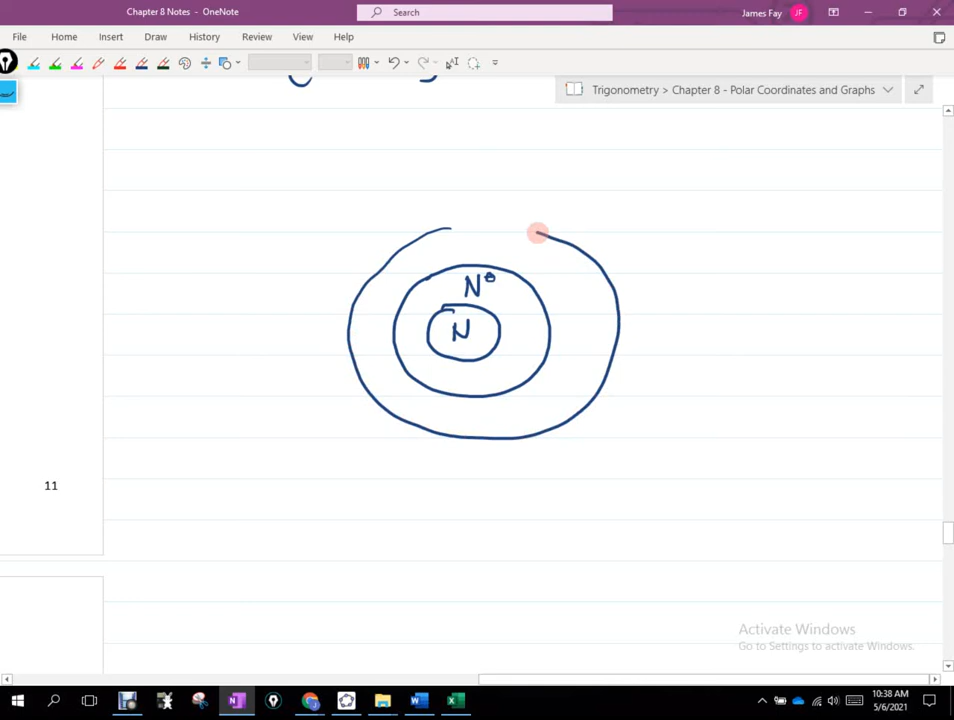 Chapter 8 Notes - OneNote
Search
James Fay
JF
File Home Insert Draw History Review View Help
Trigonometry > Chapter 8 - Polar Coordinates and Graphs
N
N
11
Activate Windows
Go to Settings to activate Windows.
10:38 AM
5/6/2021